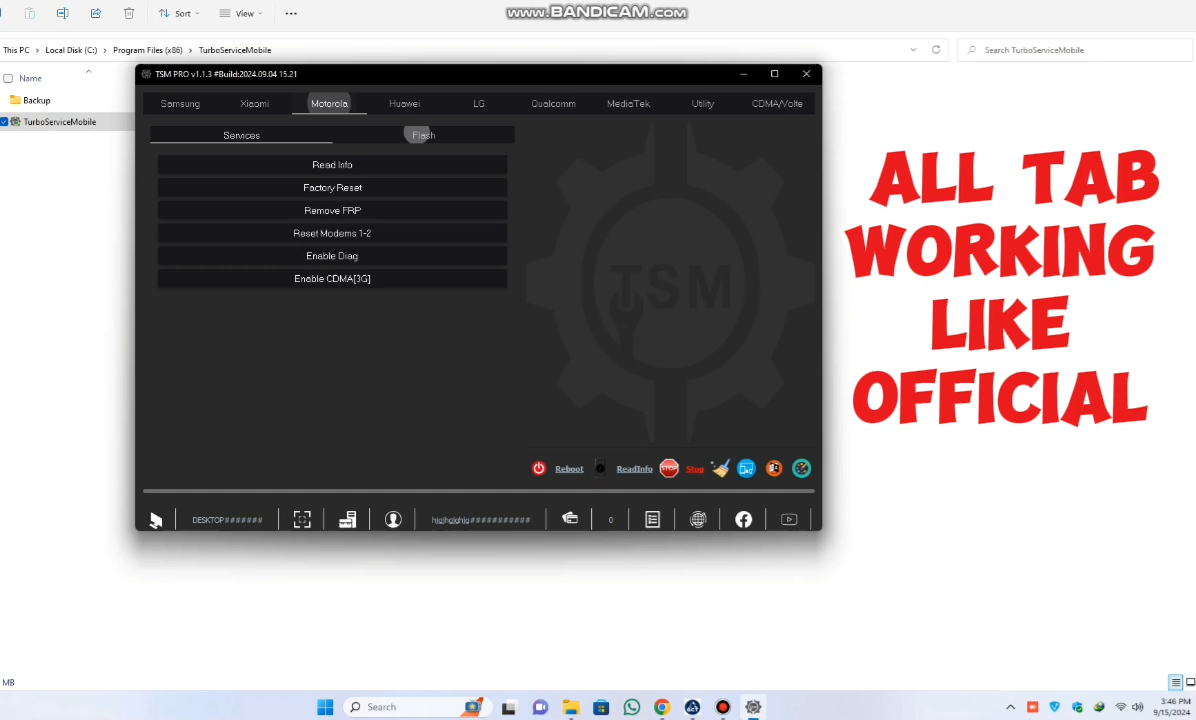 www.BANDICAM.com
Sort
View
This PC > Local Disk (C:) > Program Files (x86) > TurboServiceMobile
Search TurboServiceMobile
Name
Backup
TurboServiceMobile
TSM PRO v1.1.3 #Build:2024.09.04 15.21
Samsung Xiaomi Motorola Huawei LG Qualcomm MediaTek Utility CDMA/Volte
Services Flash
Read Info
Factory Reset
Remove FRP
Reset Modems 1-2
Enable Diag
Enable CDMA[3G]
TSM
ALL TAB
WORKING
LIKE
OFFICIAL
Reboot ReadInfo STOP Stop
DESKTOP####### hjgjhgjghjg########### 0
MB
Search
3:46 PM
9/15/2024